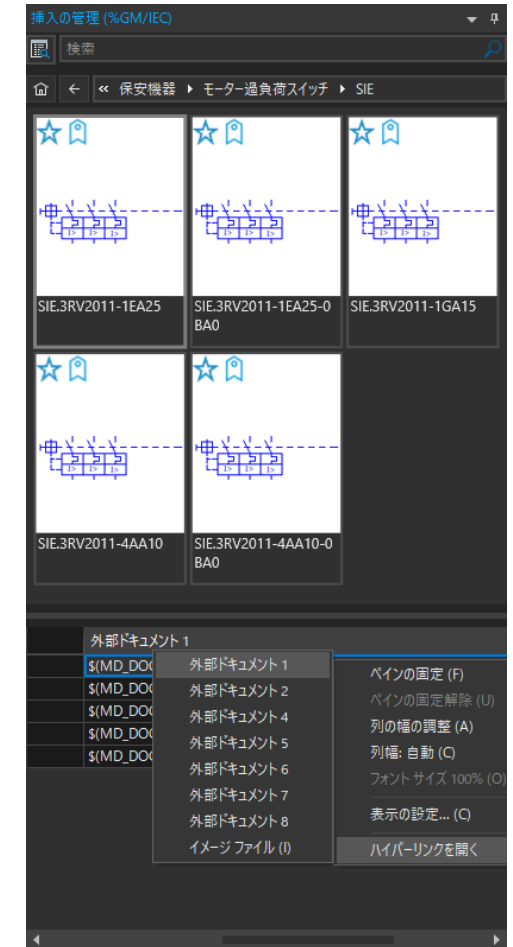 挿入の管理 (%GM/IEC)
検索
« 保安機器 ▸ モーター過負荷スイッチ ▸ SIE
SIE.3RV2011-1EA25
SIE.3RV2011-1EA25-0
BA0
SIE.3RV2011-1GA15
SIE.3RV2011-4AA10
SIE.3RV2011-4AA10-0
BA0
外部ドキュメント 1
$(MD_DOC
$(MD_DOC
$(MD_DOC
$(MD_DOC
$(MD_DOC
外部ドキュメント 1
外部ドキュメント 2
外部ドキュメント 4
外部ドキュメント 5
外部ドキュメント 6
外部ドキュメント 7
外部ドキュメント 8
イメージ ファイル (I)
ペインの固定 (F)
ペインの固定解除 (U)
列の幅の調整 (A)
列幅: 自動 (C)
フォント サイズ 100% (O)
表示の設定... (C)
ハイパーリンクを開く